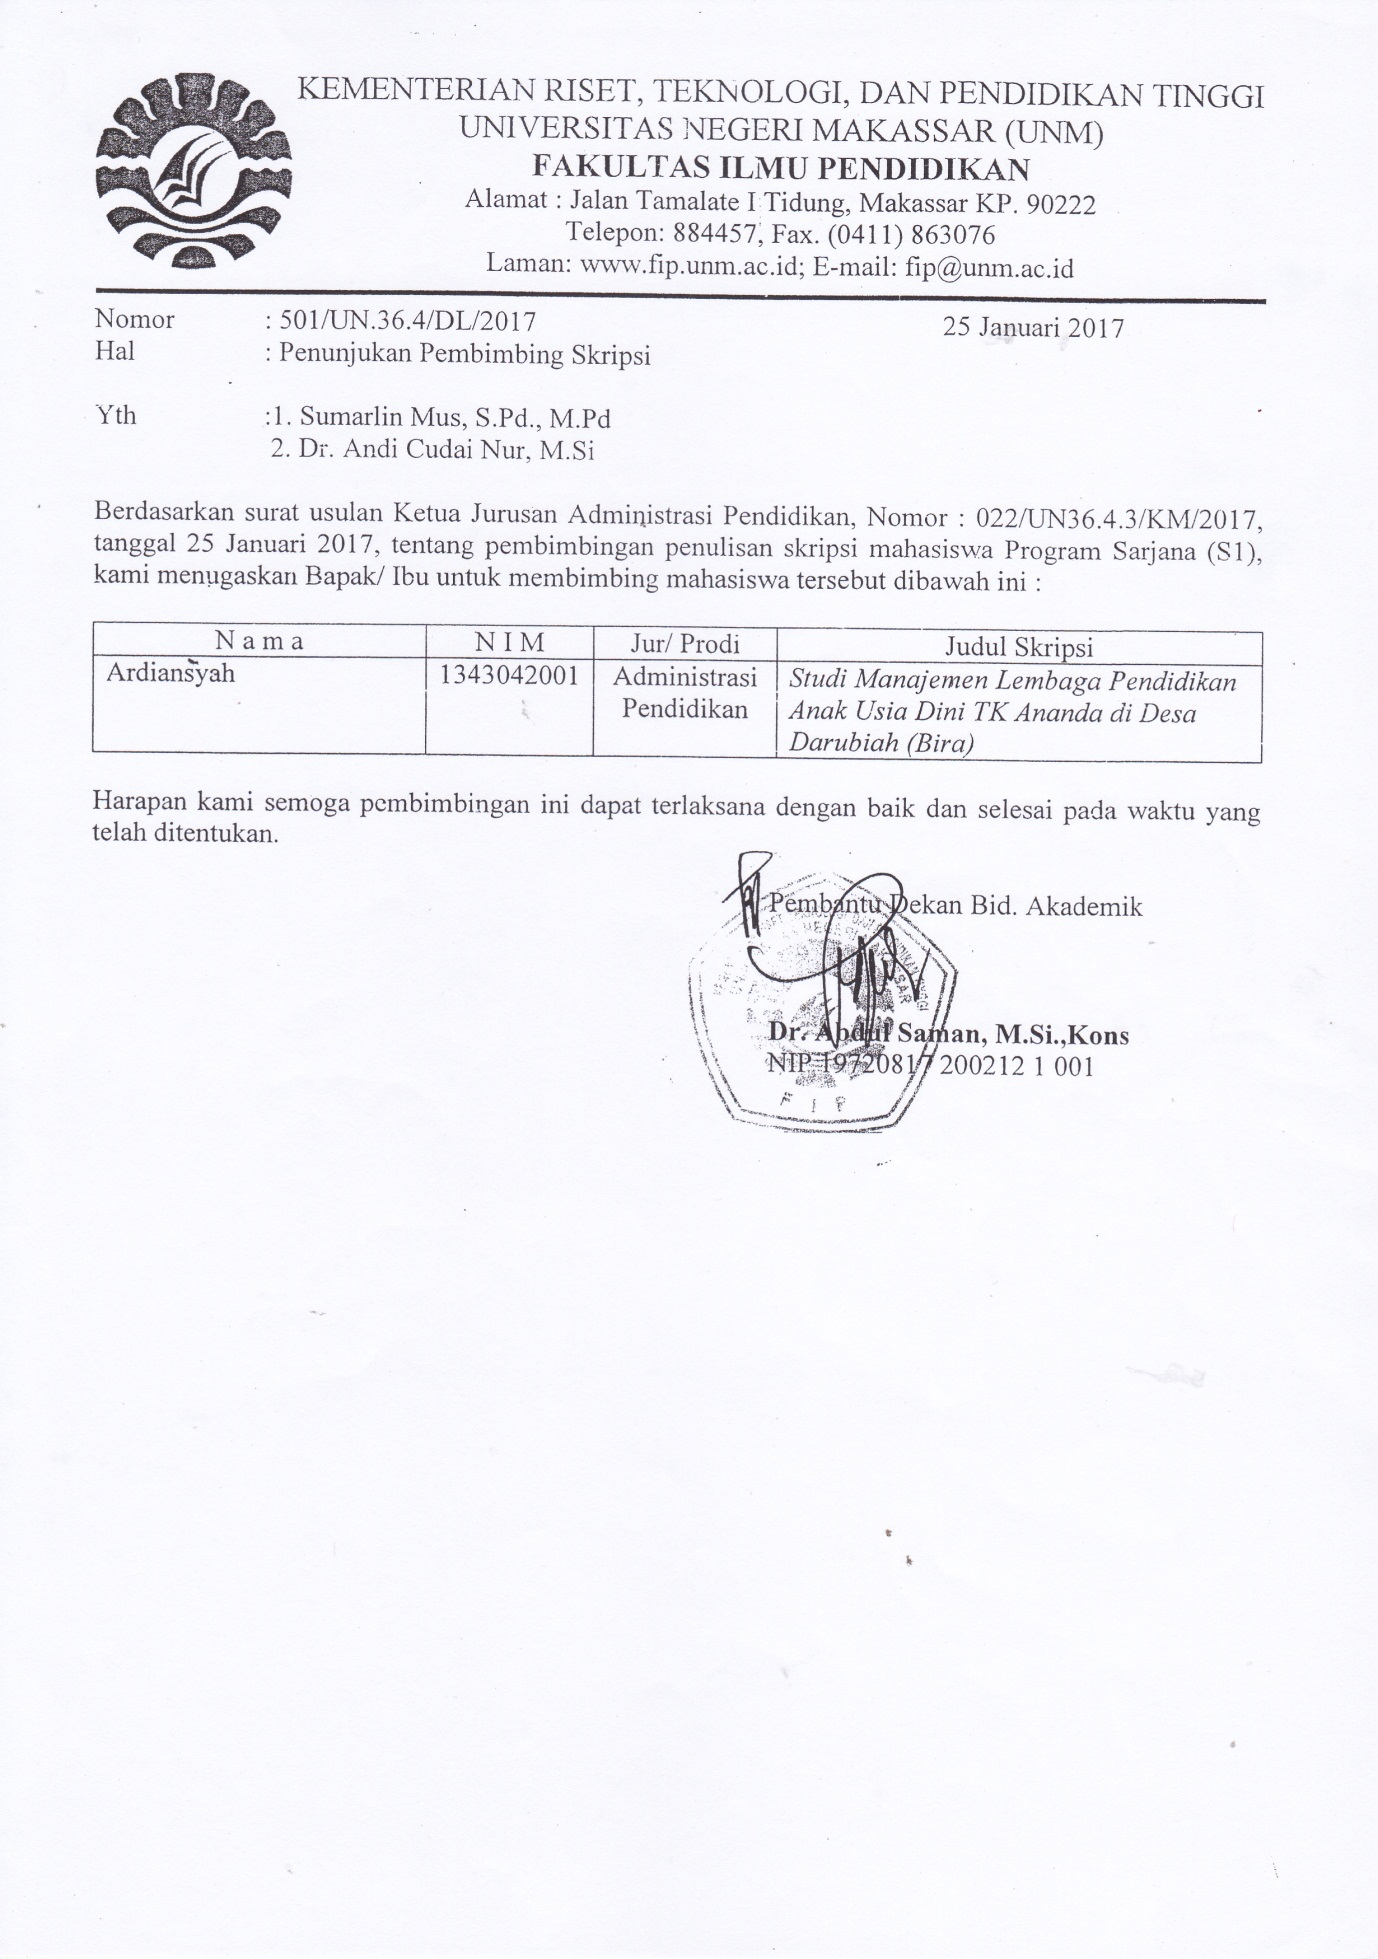 KEMENTERIAN RISET, TEKNOLOGI, DAN PENDIDIKAN TINGGI
UNIVERSITAS NEGERI MAKASSAR (UNM)
FAKULTAS ILMU PENDIDIKAN
Alamat : Jalan Tamalate I Tidung, Makassar KP. 90222
Telepon: 884457, Fax. (0411) 863076
Laman: www.fip.unm.ac.id; E-mail: fip@unm.ac.id
Nomor : 501/UN.36.4/DL/2017 25 Januari 2017
Hal : Penunjukan Pembimbing Skripsi
Yth :1. Sumarlin Mus, S.Pd., M.Pd
2. Dr. Andi Cudai Nur, M.Si
Berdasarkan surat usulan Ketua Jurusan Administrasi Pendidikan, Nomor : 022/UN36.4.3/KM/2017,
tanggal 25 Januari 2017, tentang pembimbingan penulisan skripsi mahasiswa Program Sarjana (S1),
kami menugaskan Bapak/ Ibu untuk membimbing mahasiswa tersebut dibawah ini :
N a m a N I M Jur/ Prodi Judul Skripsi
Ardiansyah 1343042001 Administrasi Studi Manajemen Lembaga Pendidikan
Pendidikan Anak Usia Dini TK Ananda di Desa
Darubiah (Bira)
Harapan kami semoga pembimbingan ini dapat terlaksana dengan baik dan selesai pada waktu yang
telah ditentukan.
Pembantu Dekan Bid. Akademik
Dr. Abdul Saman, M.Si.,Kons
NIP 19720817 200212 1 001
F I P